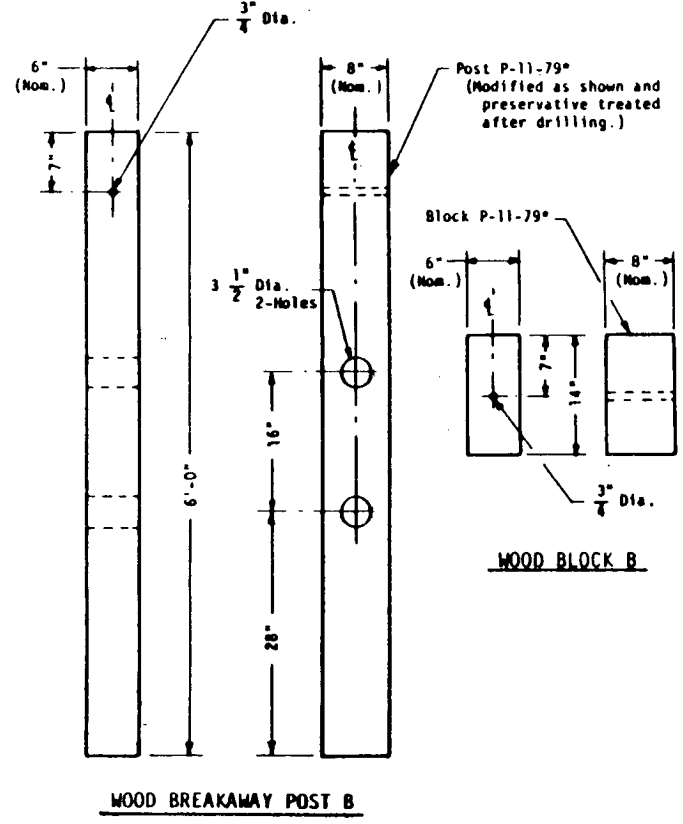 3" Dia.
4
6"
(Nom.)
8"
(Nom.)
Post P-11-79*
(Modified as shown and
preservative treated
after drilling.)
℄
℄
7"
Block P-11-79*
6"
(Nom.)
8"
(Nom.)
℄
3 1" Dia.
2
2-Holes
7"
14"
16"
6'-0"
3" Dia.
4
WOOD BLOCK B
28"
WOOD BREAKAWAY POST B